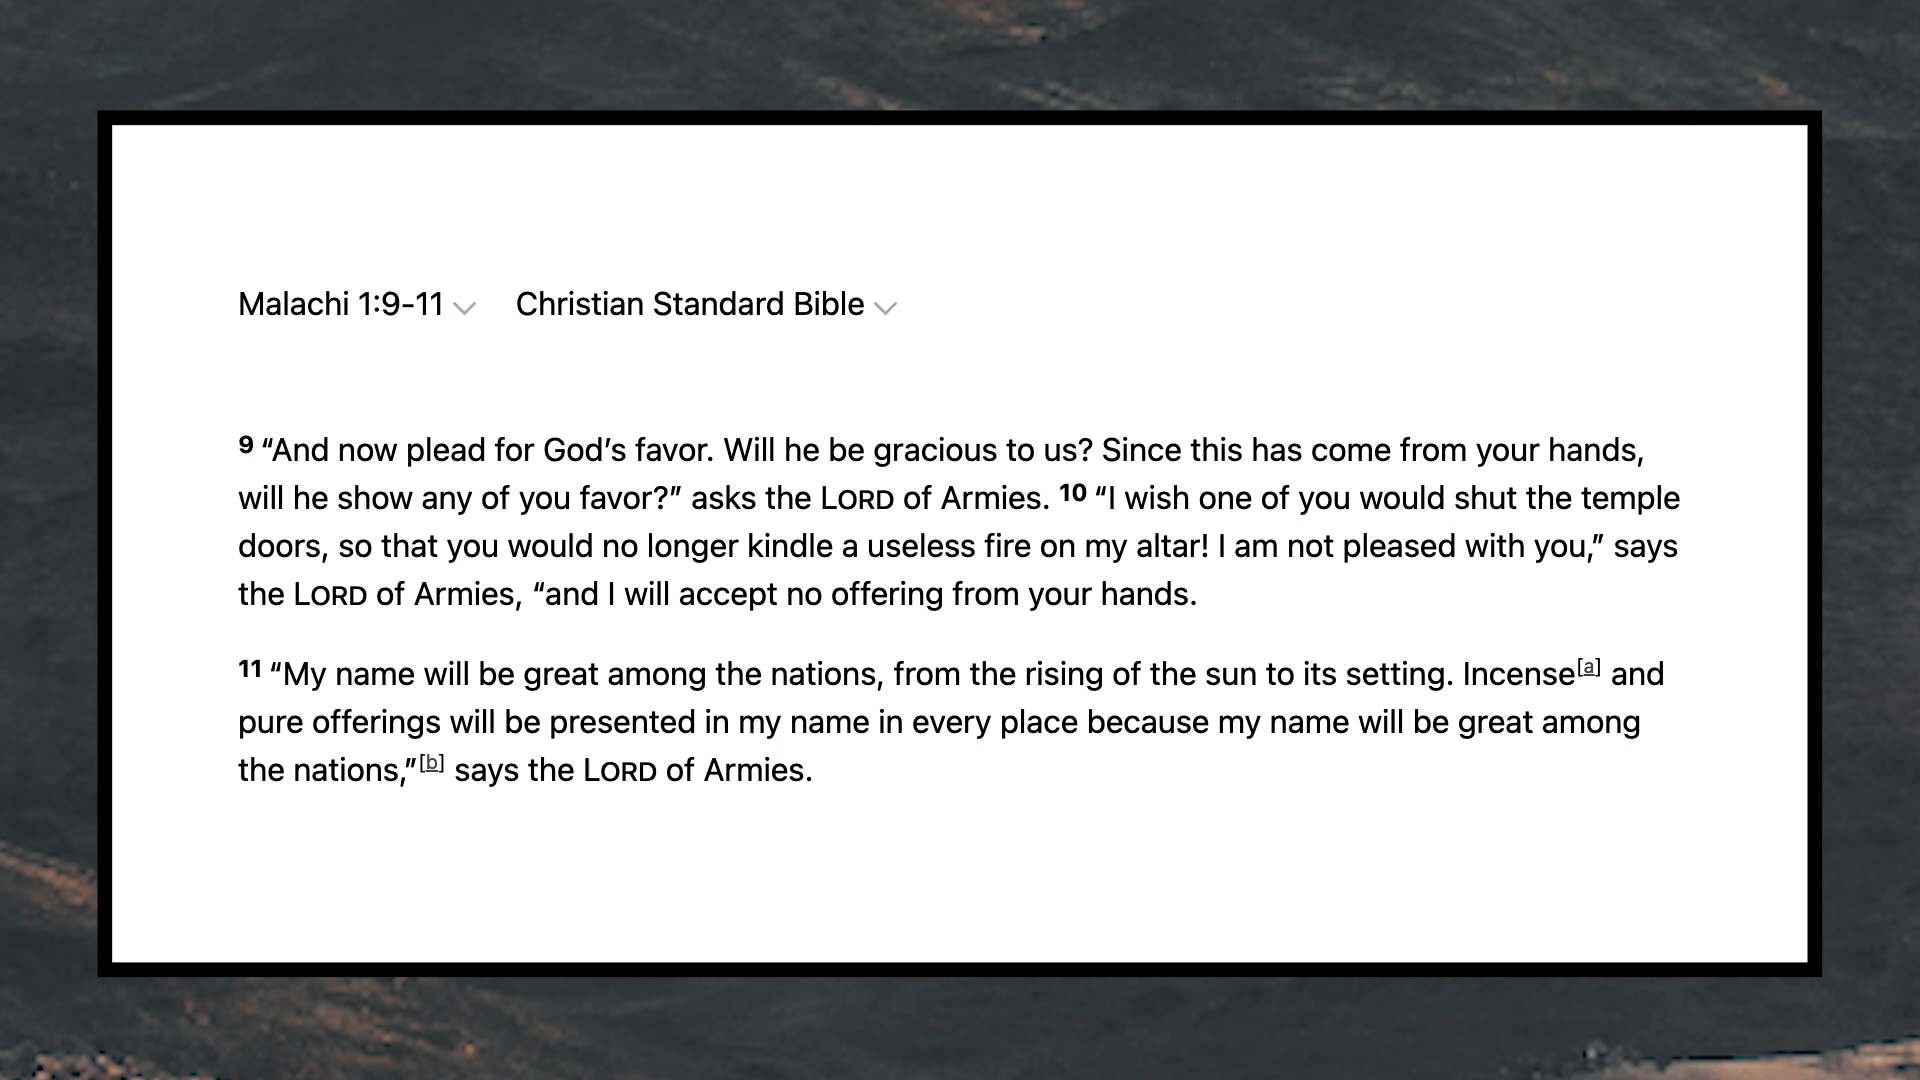 Malachi 1:9-11 Christian Standard Bible
9 “And now plead for God’s favor. Will he be gracious to us? Since this has come from your hands,
will he show any of you favor?” asks the LORD of Armies. 10 “I wish one of you would shut the temple
doors, so that you would no longer kindle a useless fire on my altar! I am not pleased with you,” says
the LORD of Armies, “and I will accept no offering from your hands.
11 “My name will be great among the nations, from the rising of the sun to its setting. Incense[a] and
pure offerings will be presented in my name in every place because my name will be great among
the nations,”[b] says the LORD of Armies.